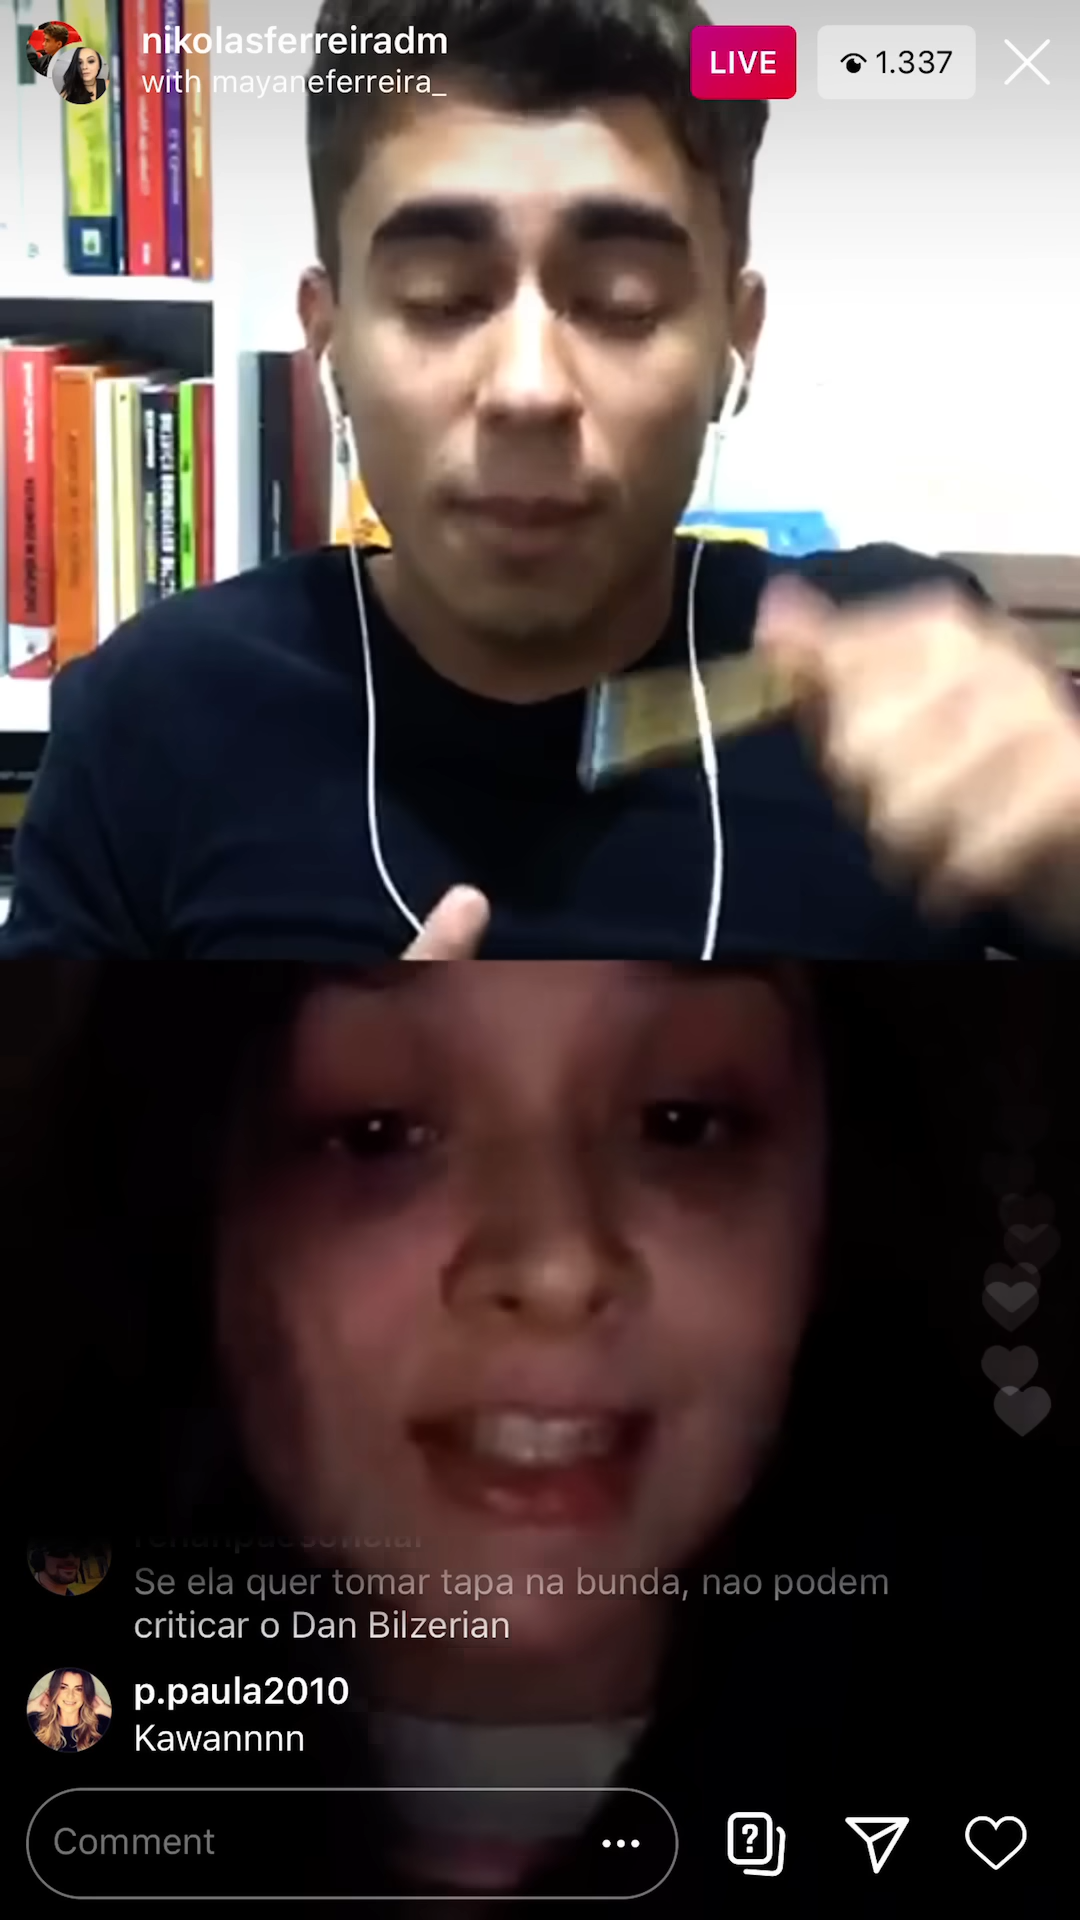 nikolasferreiradm
with mayaneferreira_
LIVE
1.337
Se ela quer tomar tapa na bunda, nao podem
criticar o Dan Bilzerian
p.paula2010
Kawannnn
Comment